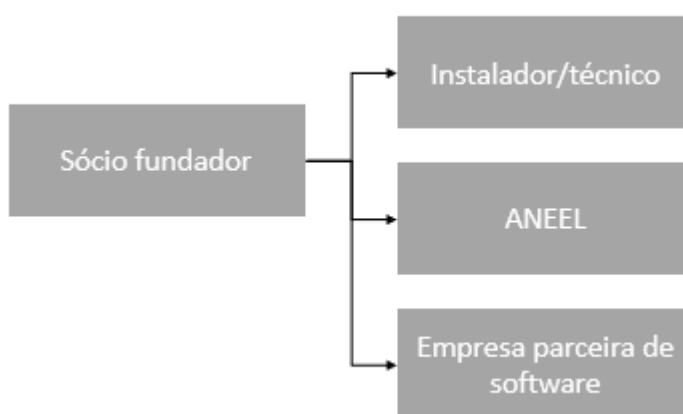 Instalador/técnico
Sócio fundador
ANEEL
Empresa parceira de
software